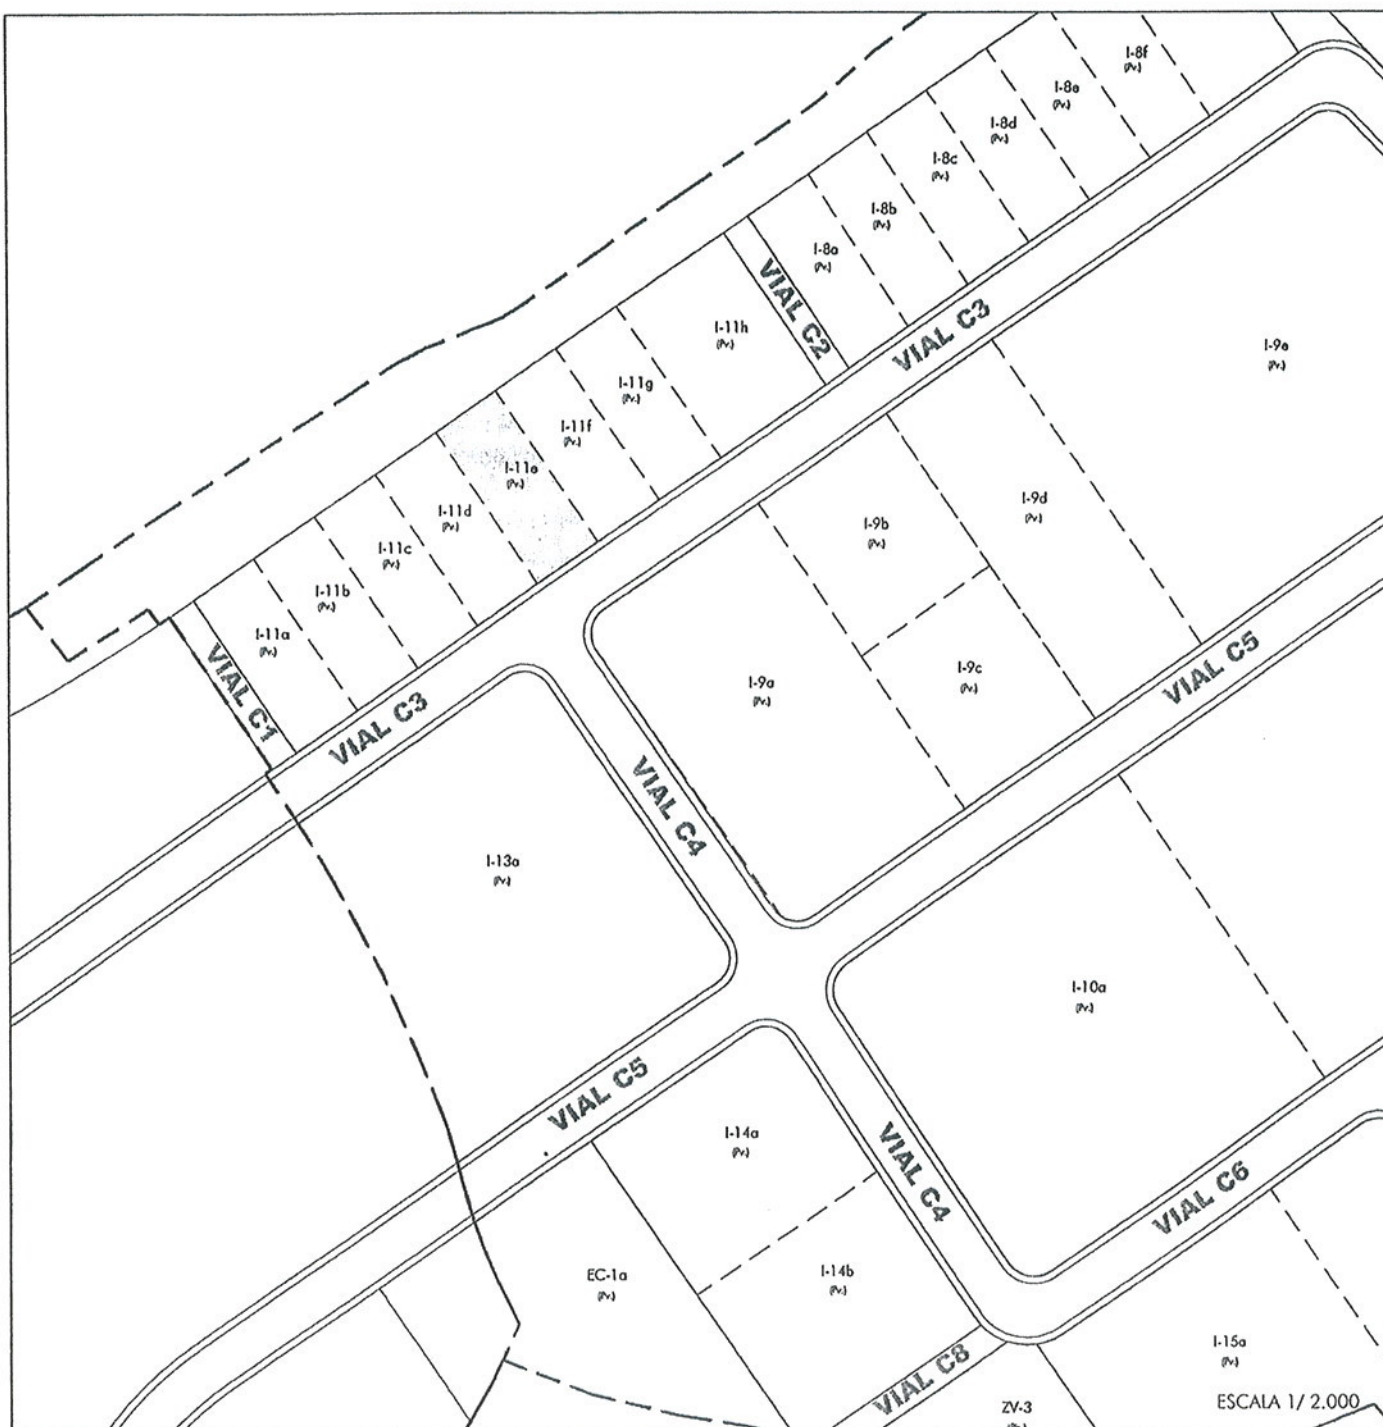 I-8f
(Pv.)
I-8e
(Pv.)
I-8d
(Pv.)
I-8c
(Pv.)
I-8b
(Pv.)
I-8a
(Pv.)
VIAL C2
I-11h
(Pv.)
VIAL C3
I-9e
(Pv.)
I-11g
(Pv.)
I-11f
(Pv.)
I-11e
(Pv.)
I-11d
(Pv.)
I-11c
(Pv.)
I-11b
(Pv.)
I-11a
(Pv.)
VIAL C1
VIAL C3
I-9b
(Pv.)
I-9d
(Pv.)
I-9a
(Pv.)
I-9c
(Pv.)
VIAL C5
VIAL C4
I-13a
(Pv.)
I-10a
(Pv.)
VIAL C5
I-14a
(Pv.)
VIAL C4
VIAL C6
EC-1a
(Pv.)
I-14b
(Pv.)
VIAL C8
I-15a
(Pv.)
ZV-3
ESCALA 1/ 2.000